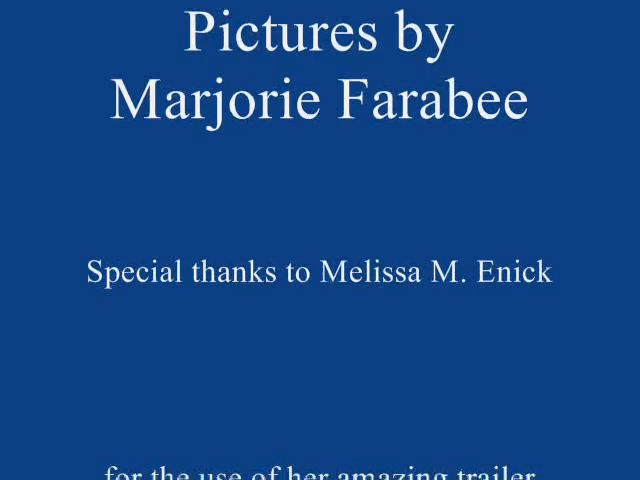 Pictures by
Marjorie Farabee
Special thanks to Melissa M. Enick
for the use of her amazing trailer